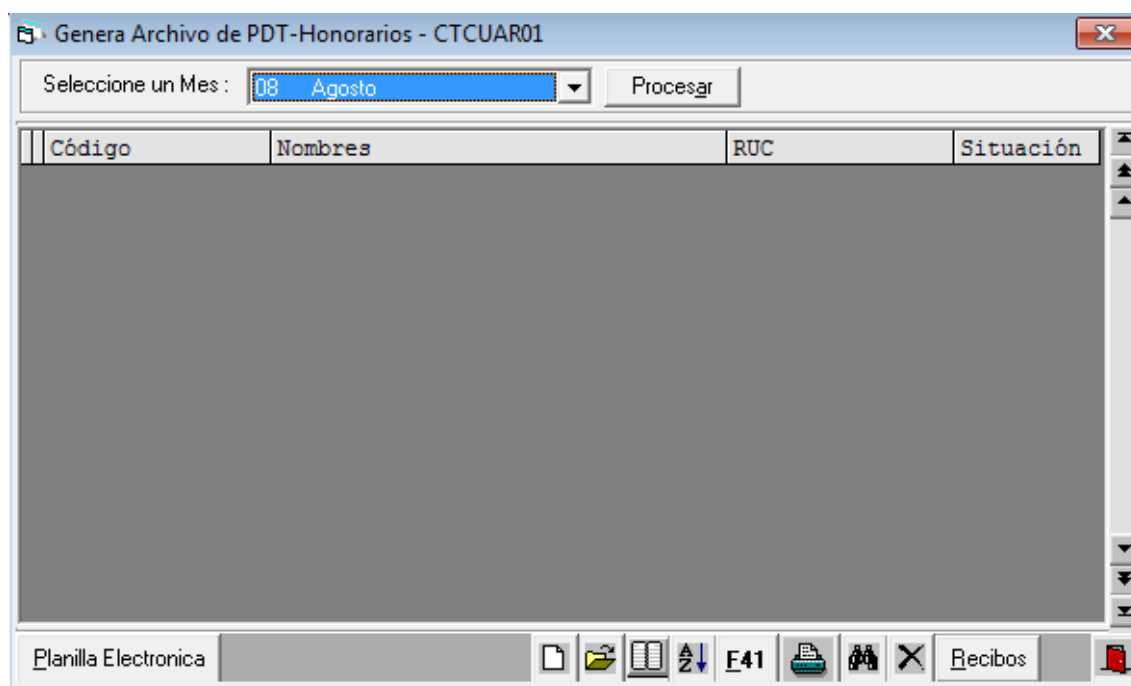 Genera Archivo de PDT-Honorarios - CTCUAR01
Seleccione un Mes : 08 Agosto Procesar
Código Nombres RUC Situación
Planilla Electronica F41 Recibos